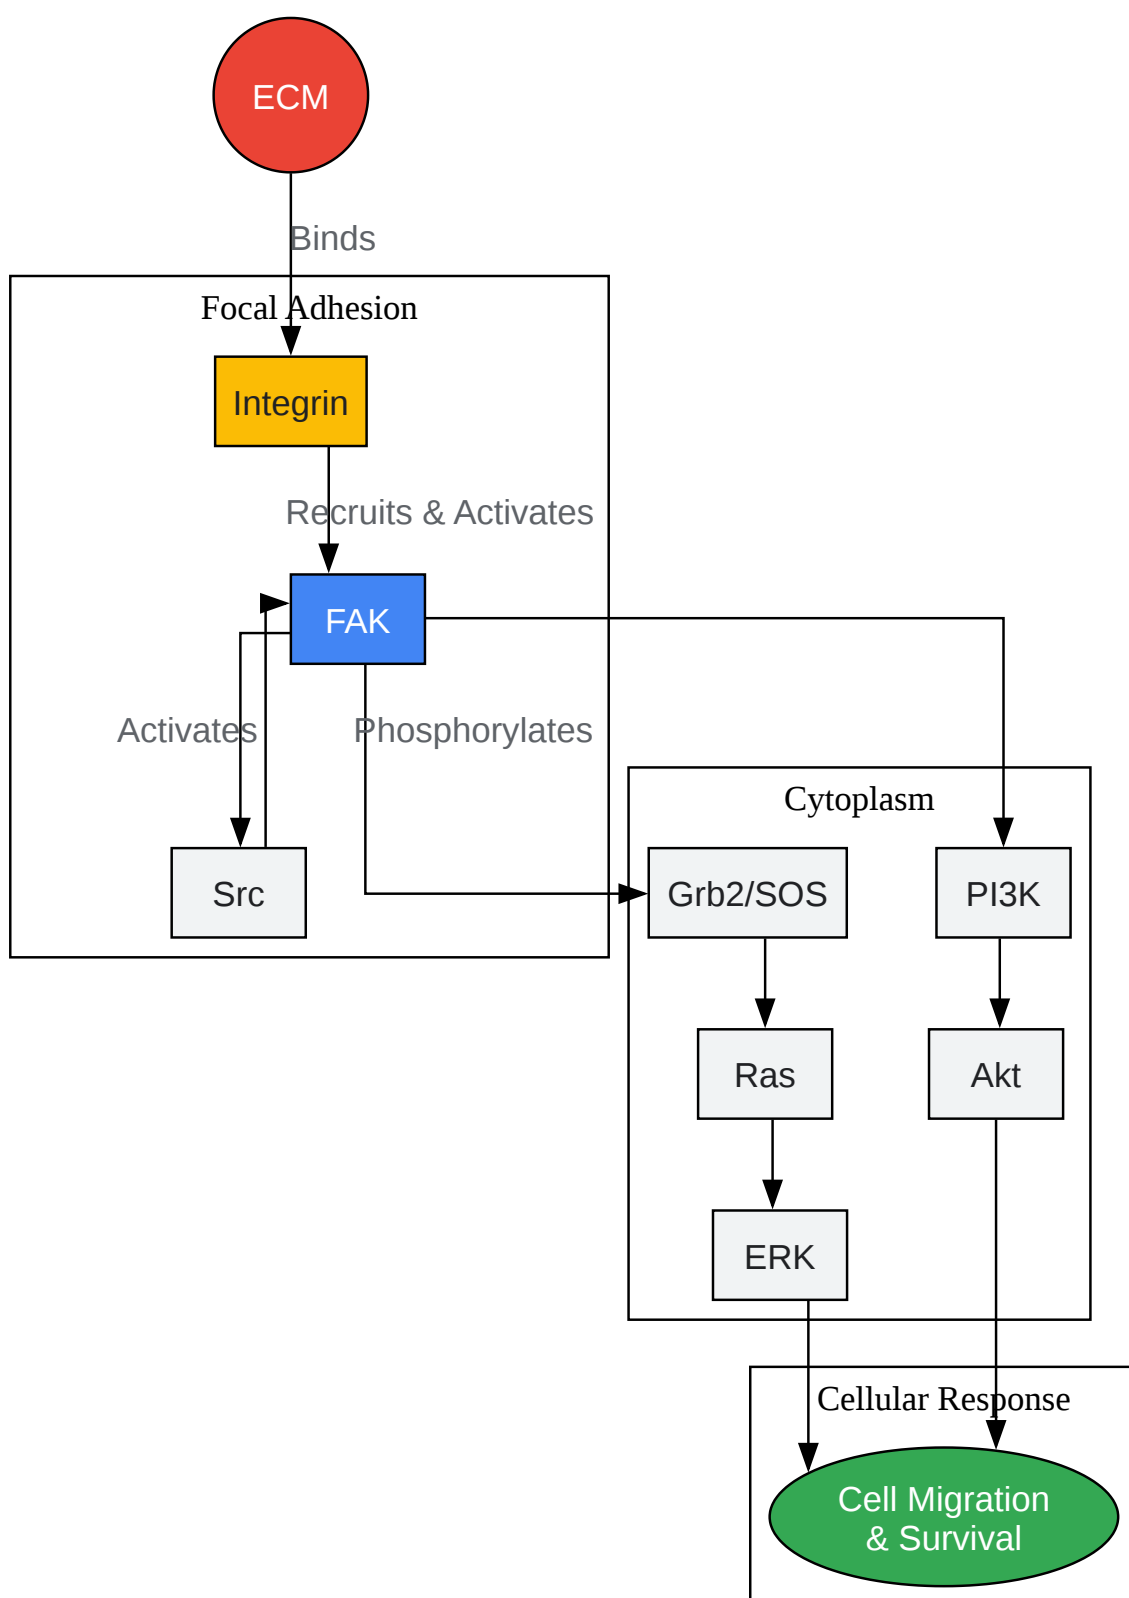 ECM
Binds
Focal Adhesion
Integrin
Recruits & Activates
FAK
Activates
Phosphorylates
Cytoplasm
Src
Grb2/SOS
PI3K
Ras
Akt
ERK
Cellular Response
Cell Migration
& Survival